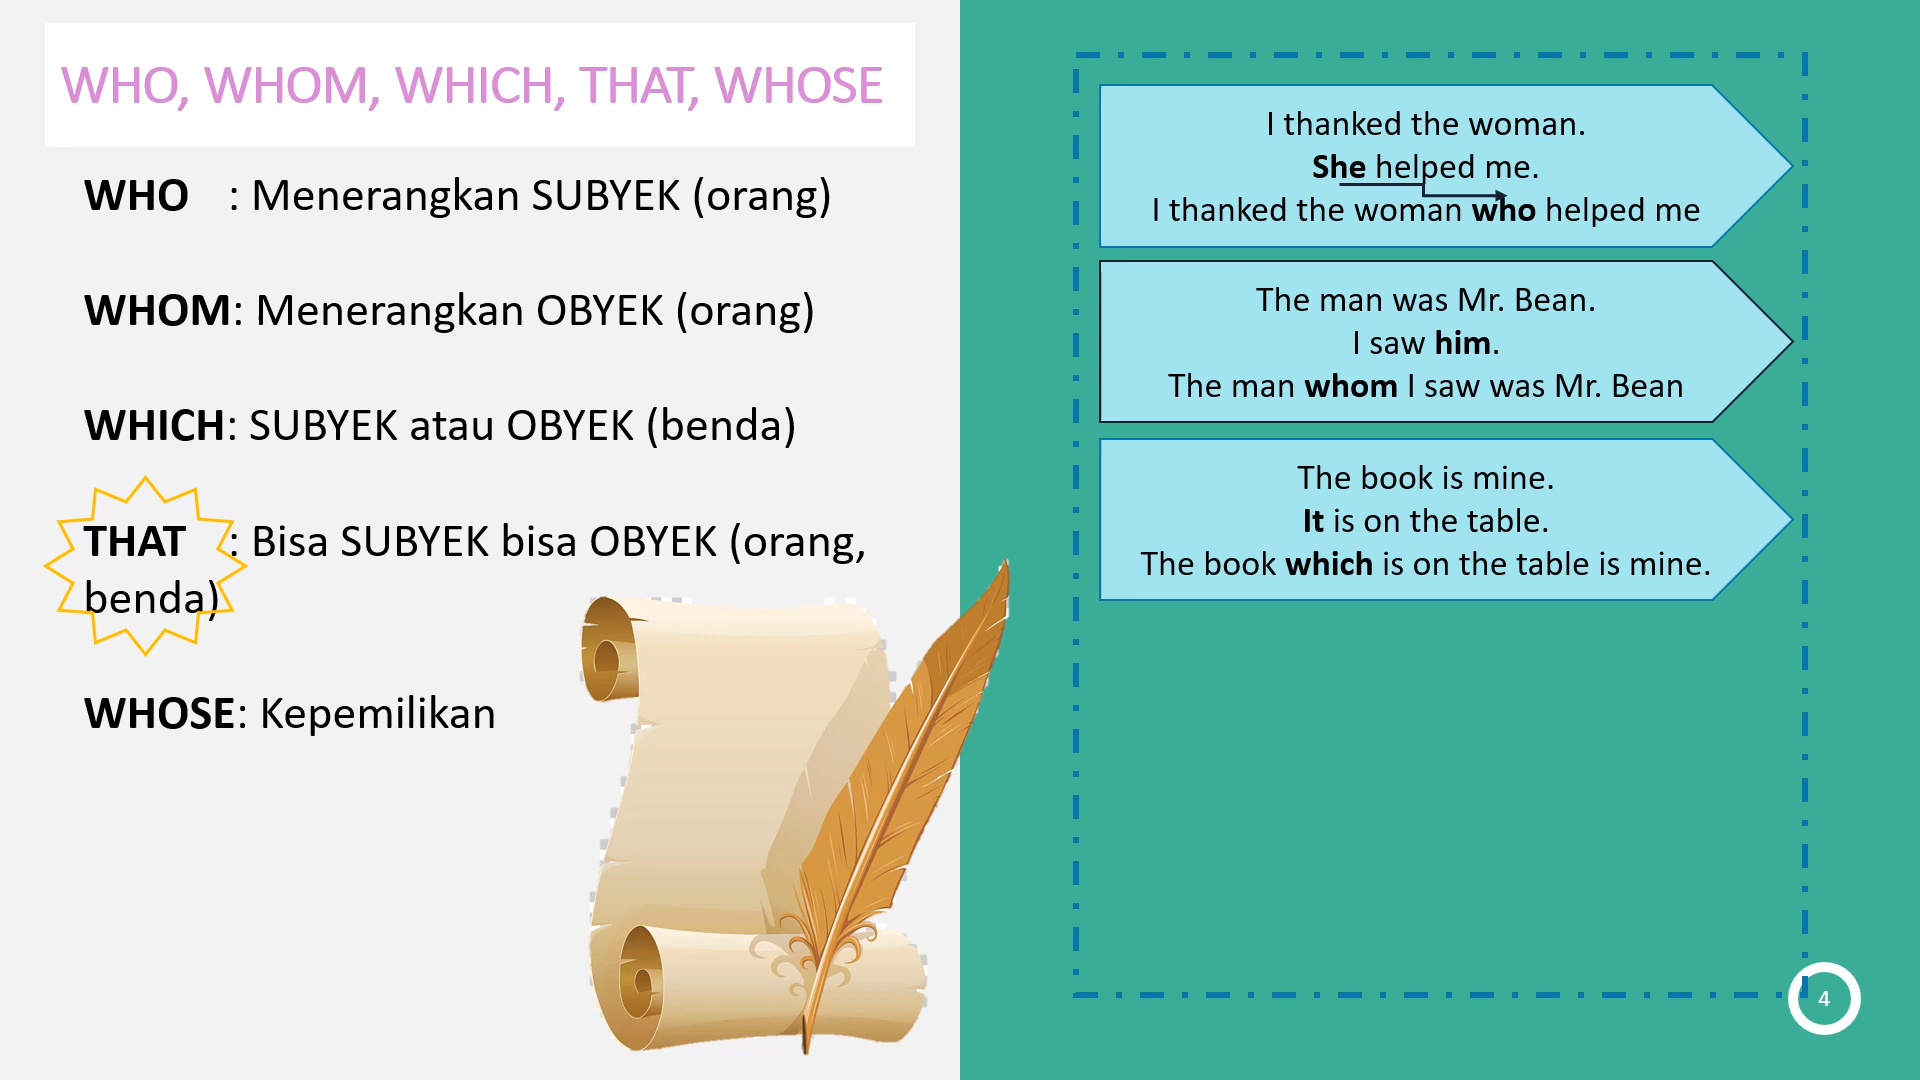 WHO, WHOM, WHICH, THAT, WHOSE
WHO : Menerangkan SUBYEK (orang)
WHOM: Menerangkan OBYEK (orang)
WHICH: SUBYEK atau OBYEK (benda)
THAT : Bisa SUBYEK bisa OBYEK (orang,
benda)
WHOSE: Kepemilikan
I thanked the woman.
She helped me.
I thanked the woman who helped me
The man was Mr. Bean.
I saw him.
The man whom I saw was Mr. Bean
The book is mine.
It is on the table.
The book which is on the table is mine.
4